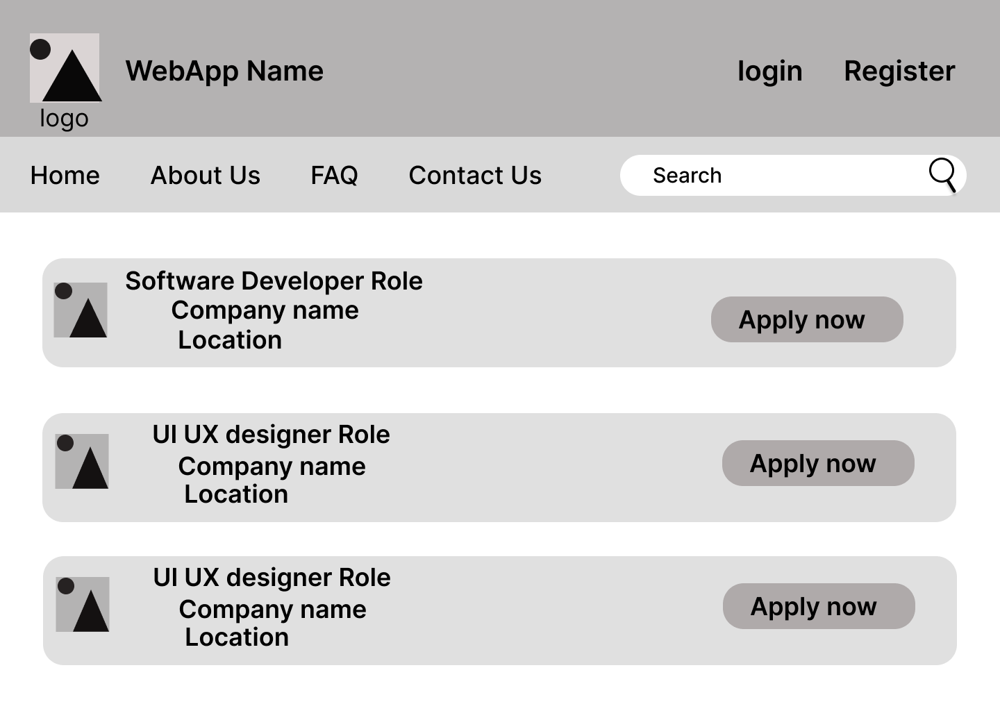 WebApp Name
login
Register
logo
Home
About Us
FAQ
Contact Us
Search
Software Developer Role
Company name
Location
Apply now
UI UX designer Role
Company name
Location
Apply now
UI UX designer Role
Company name
Location
Apply now